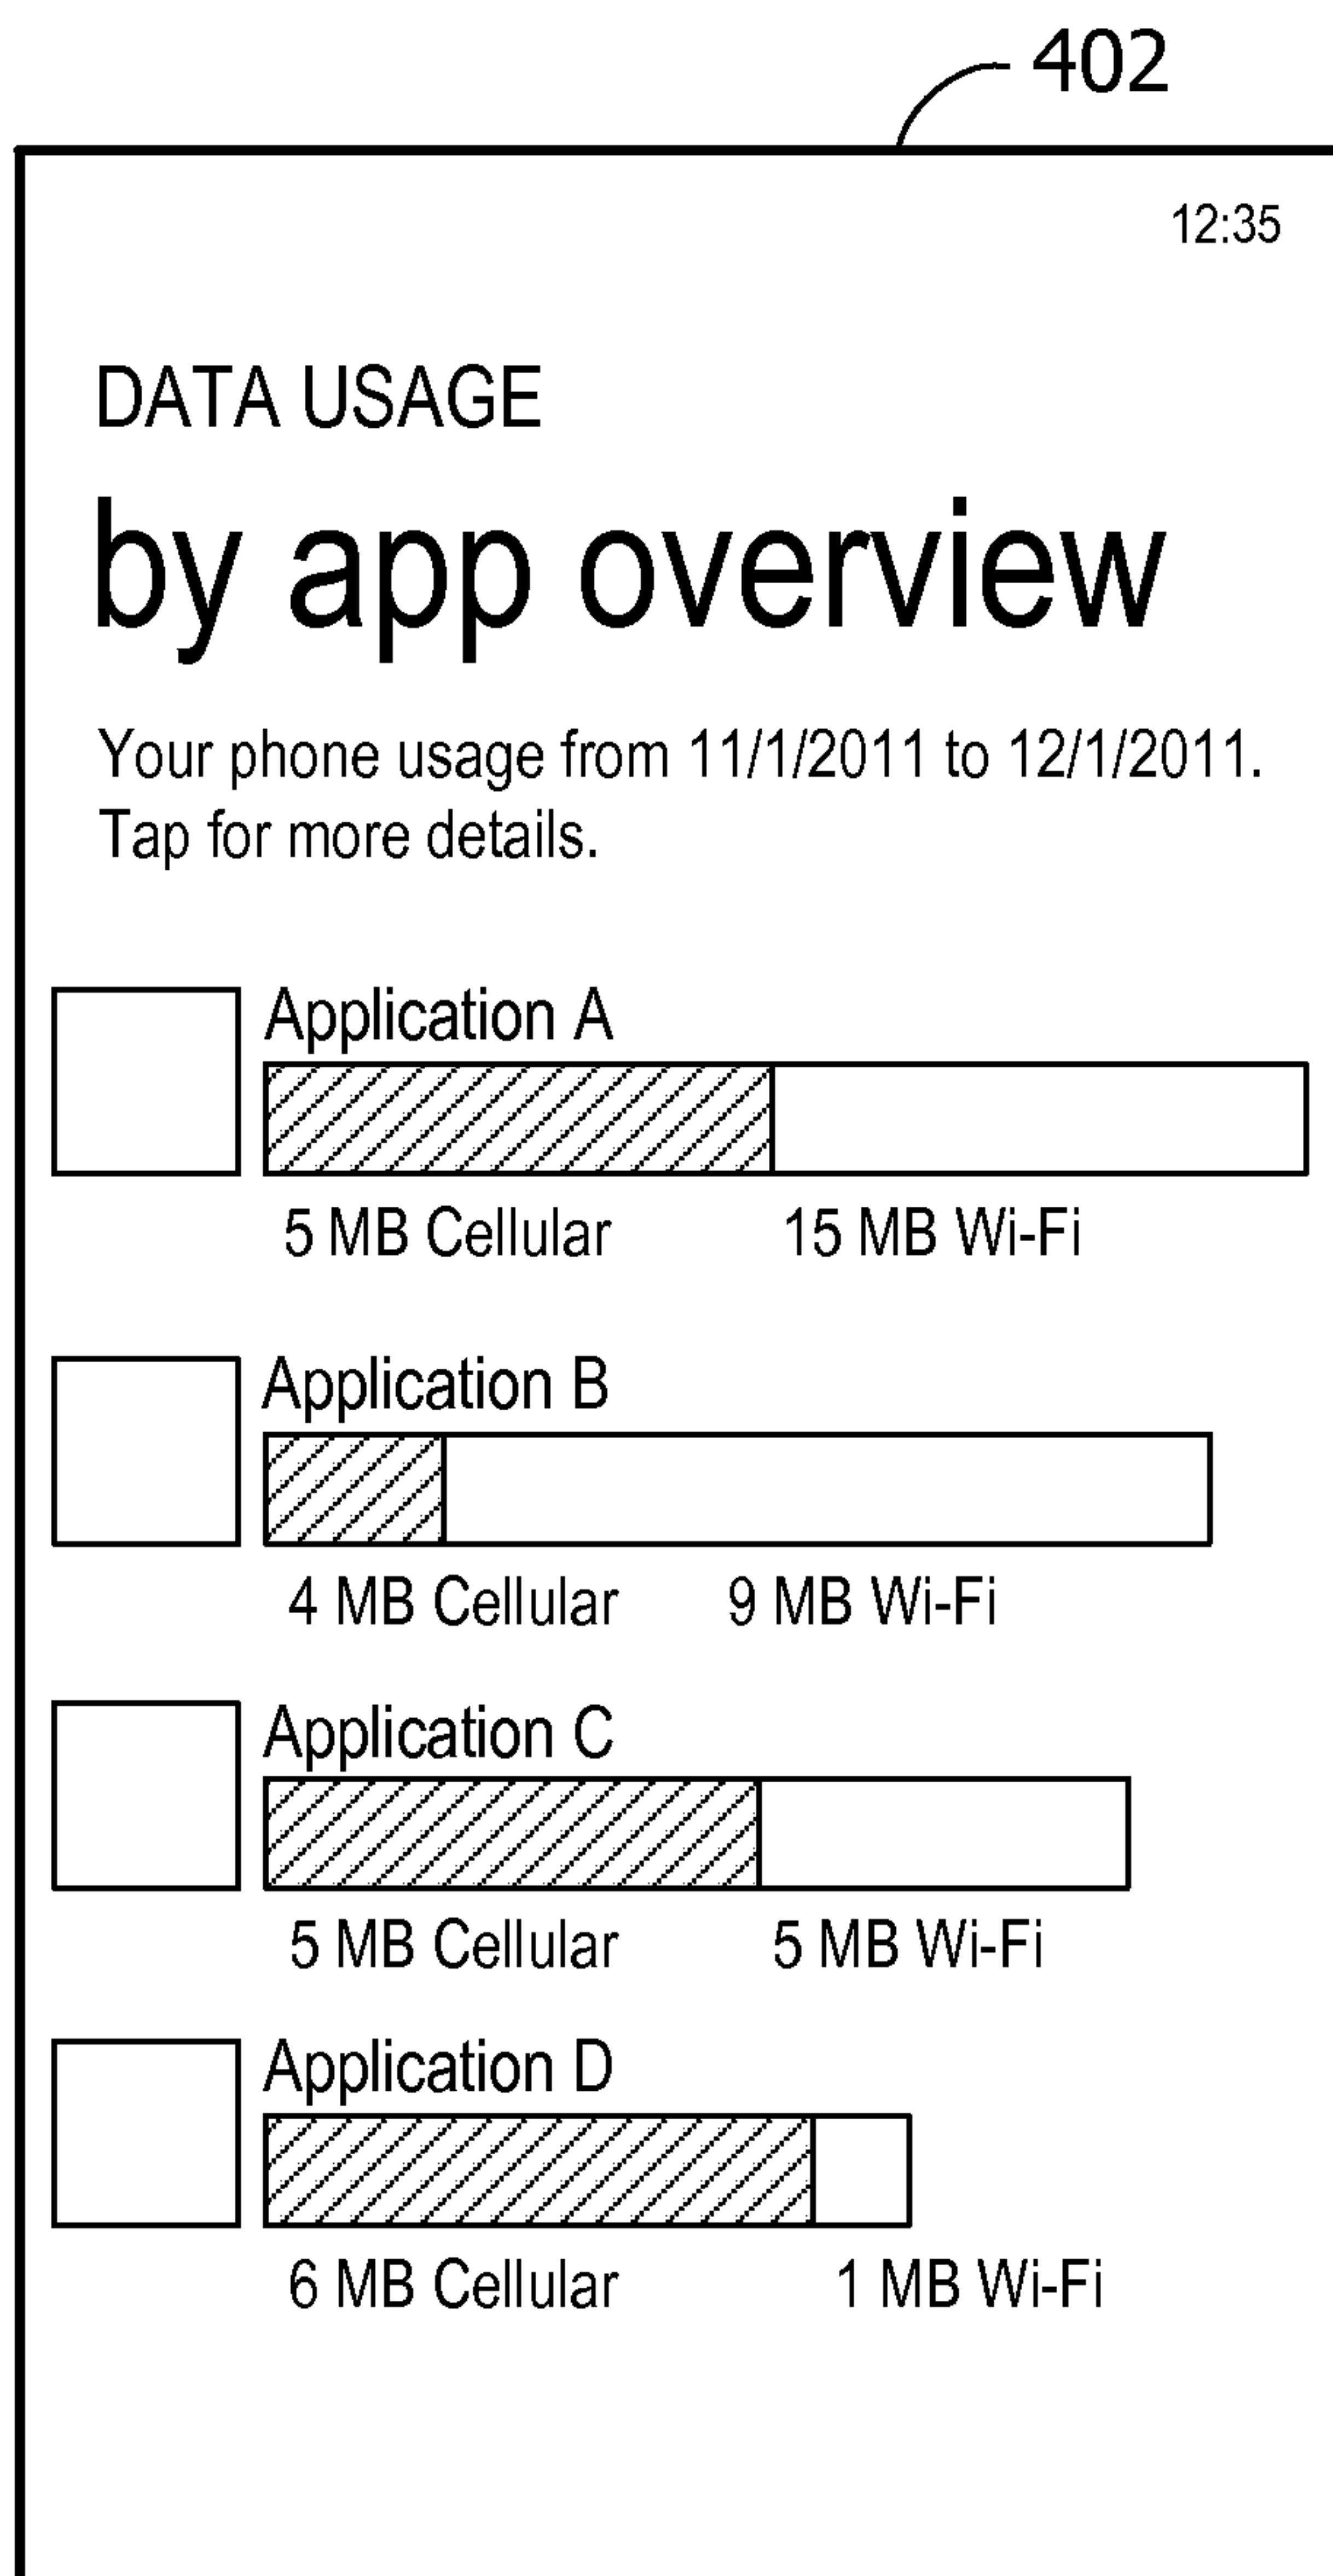 402
12:35
DATA USAGE
by app overview
Your phone usage from 11/1/2011 to 12/1/2011.
Tap for more details.
Application A
5 MB Cellular 15 MB Wi-Fi
Application B
4 MB Cellular 9 MB Wi-Fi
Application C
5 MB Cellular 5 MB Wi-Fi
Application D
6 MB Cellular 1 MB Wi-Fi